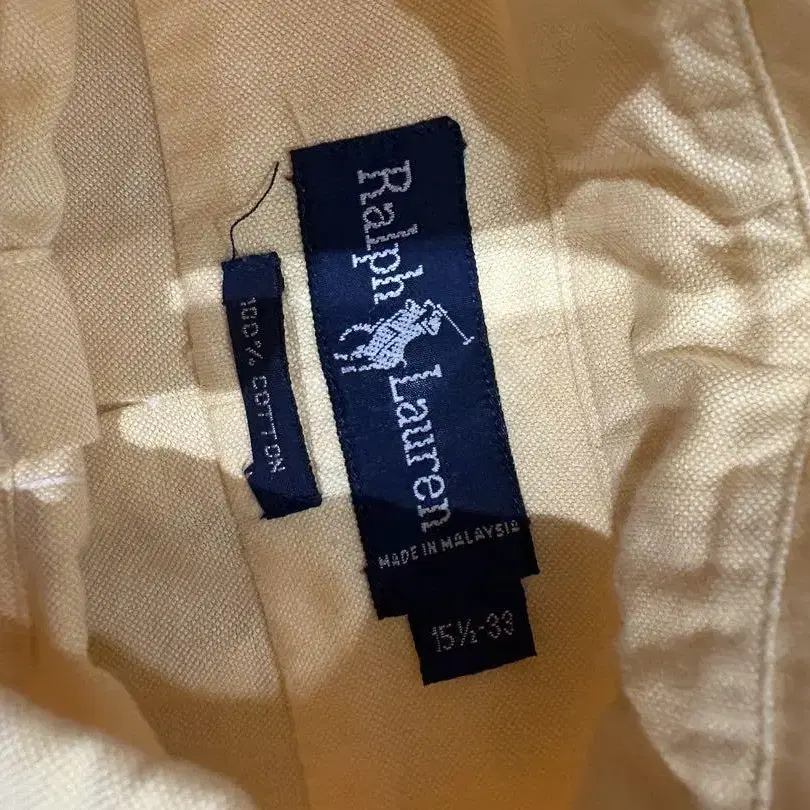 Ralph Lauren
MADE IN MALAYSIA
15½-33
100% COTTON